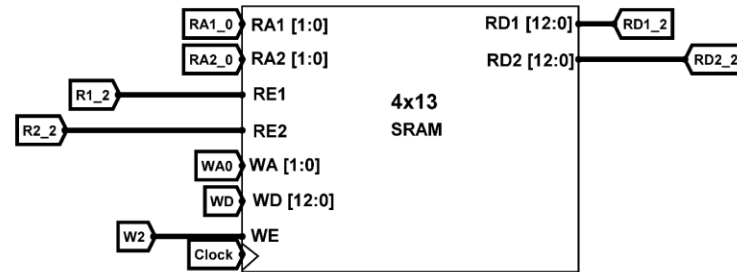 RA1_0 RA1 [1:0] RD1 [12:0] RD1_2
RA2_0 RA2 [1:0] RD2 [12:0] RD2_2
R1_2 RE1
4x13
R2_2 RE2 SRAM
WA0 WA [1:0]
WD WD [12:0]
W2 WE
Clock